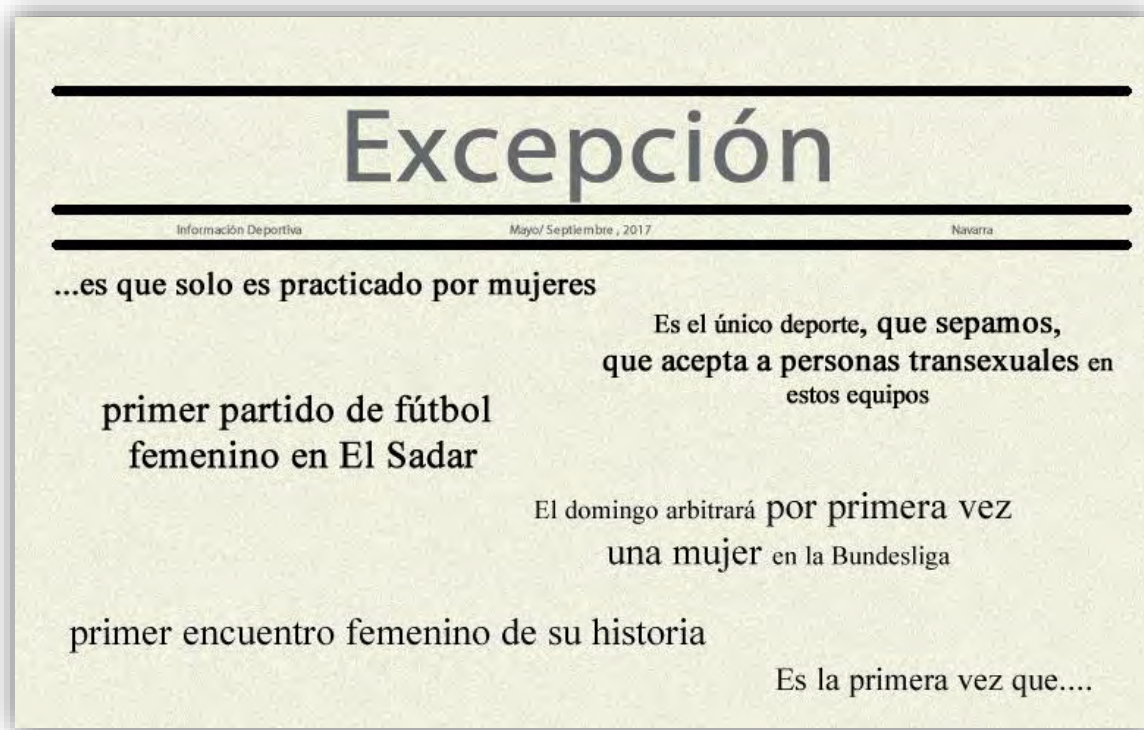 Excepción
Información Deportiva Mayo/ Septiembre , 2017 Navarra
...es que solo es practicado por mujeres
Es el único deporte, que sepamos,
que acepta a personas transexuales en
estos equipos
primer partido de fútbol
femenino en El Sadar
El domingo arbitrará por primera vez
una mujer en la Bundesliga
primer encuentro femenino de su historia
Es la primera vez que....